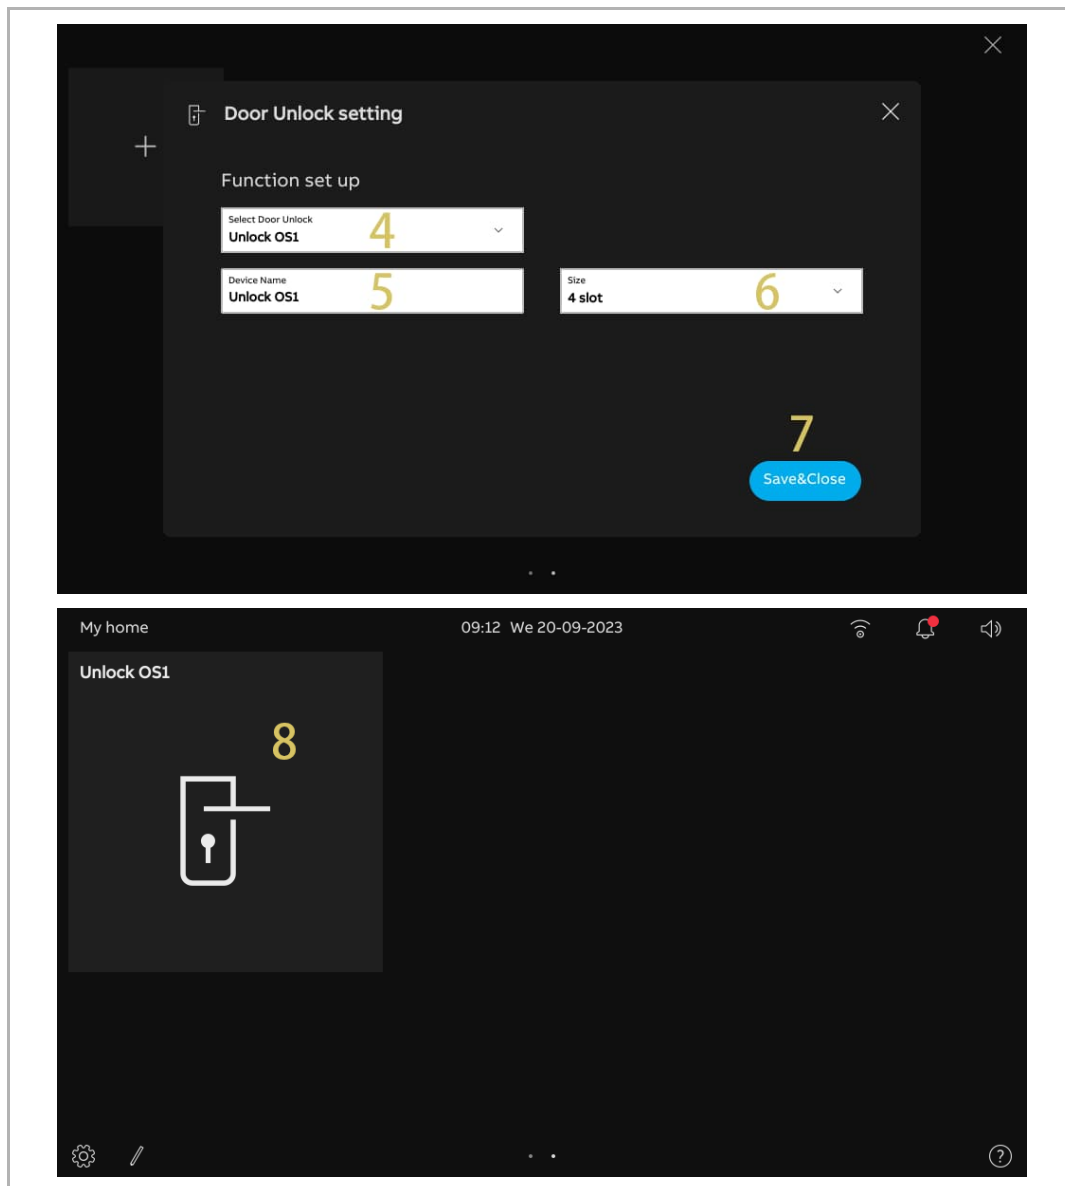 Door Unlock setting
Function set up
Select Door Unlock
Unlock OS1
4
Device Name
Unlock OS1
5
Size
4 slot
6
7
Save&Close
My home
09:12 We 20-09-2023
Unlock OS1
8
?